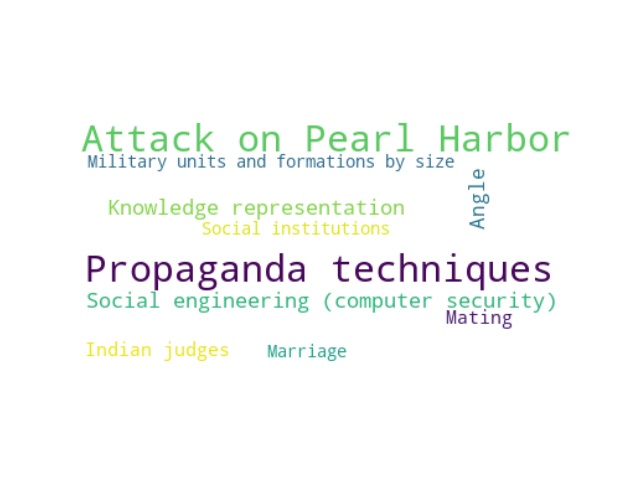 Attack on Pearl Harbor
Military units and formations by size
Angle
Knowledge representation
Social institutions
Propaganda techniques
Social engineering (computer security)
Mating
Indian judges
Marriage